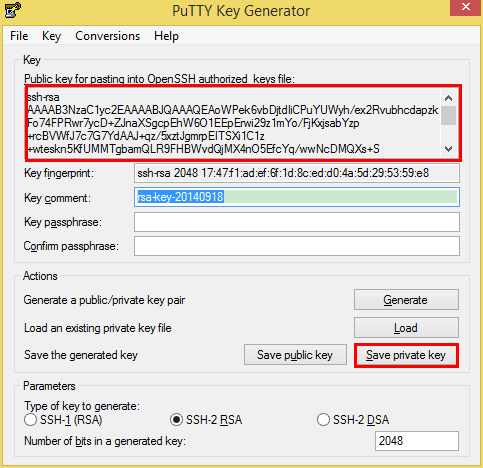 PuTTY Key Generator
File Key Conversions Help
Key
Public key for pasting into OpenSSH authorized_keys file:
ssh-rsa
AAAAB3NzaC1yc2EAAAABJQAAAQEAoWPek6vbDjtdliCPuYUWyh/ex2Rvubhcdapzk
Fo74FPRwr7ycD+ZJnaXSgcpEhW6O1EEpErwi29z1mYo/FjKxjsabYzp
+rcBVWfJ7c7G7YdAAJ+qz/5xztJgmrpEITSXi1C1z
+wteskn5KfUMMTgbamQLR9FHBWvdQjMX4nO5EfcYq/wwNcDMQXs+S
Key fingerprint: ssh-rsa 2048 17:47:f1:ad:ef:6f:1d:8c:ed:d0:4a:5d:29:53:59:e8
Key comment: rsa-key-20140918
Key passphrase:
Confirm passphrase:
Actions
Generate a public/private key pair Generate
Load an existing private key file Load
Save the generated key Save public key Save private key
Parameters
Type of key to generate:
SSH-1 (RSA) SSH-2 RSA SSH-2 DSA
Number of bits in a generated key: 2048